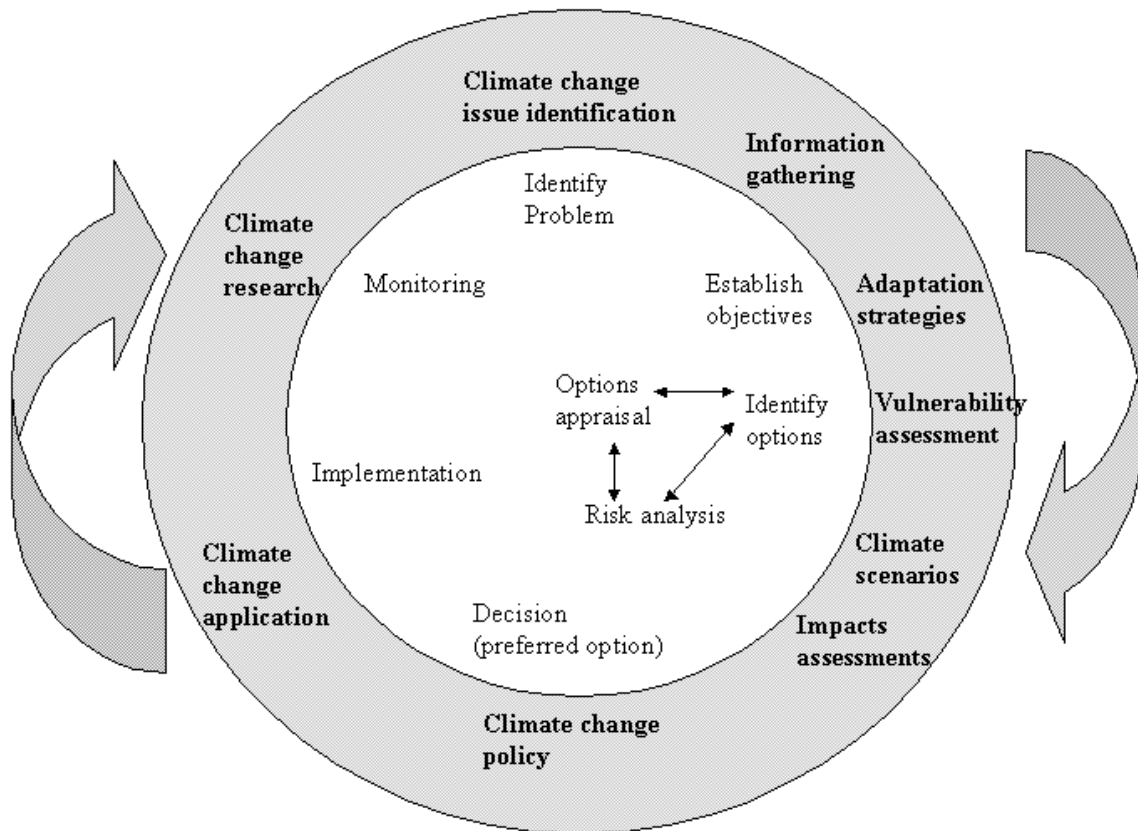 Climate change
issue identification
Information
gathering
Identify
Problem
Climate
change
research
Monitoring
Establish
objectives
Adaptation
strategies
Options
appraisal
Identify
options
Vulnerability
assessment
Implementation
Risk analysis
Climate
scenarios
Climate
change
application
Decision
(preferred option)
Impacts
assessments
Climate change
policy